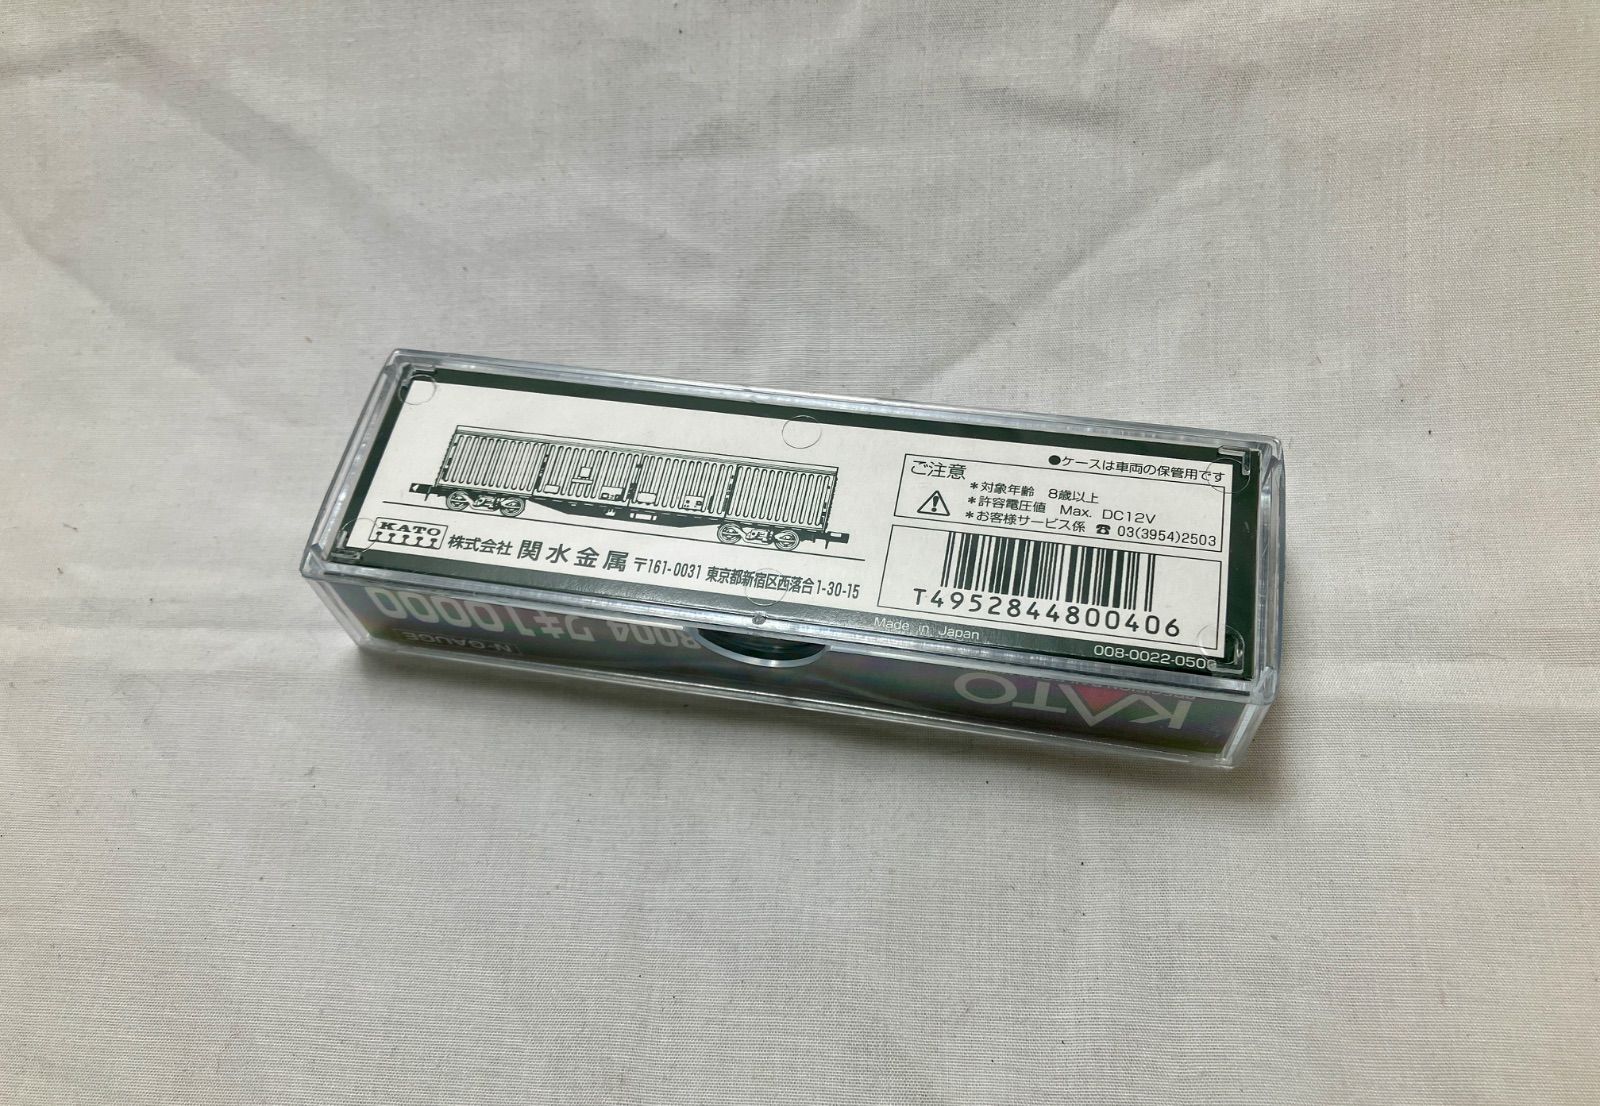 ●ケースは車両の保管用です
ご注意
＊対象年齢 8歳以上
＊許容電圧値 Max. DC12V
＊お客様サービス係 ☎ 03(3954)2503
KATO
株式会社 関水金属 〒161-0031 東京都新宿区西落合1-30-15
T4952844800406
Made in Japan
008-0022-0500
8004 ワキ10000
N GAUGE
KATO